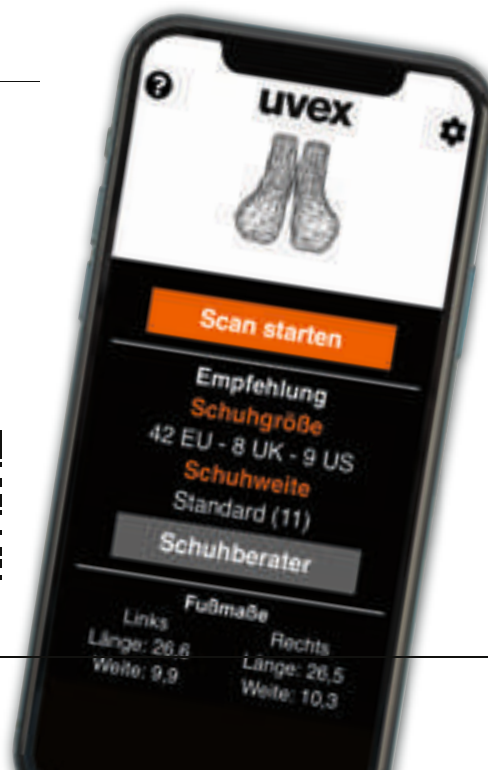 ?
uvex
Scan starten
Empfehlung
Schuhgröße
42 EU - 8 UK - 9 US
Schuhweite
Standard (11)
Schuhberater
Fußmaße
Links
Länge: 26,6
Weite: 9,9
Rechts
Länge: 26,5
Weite: 10,3